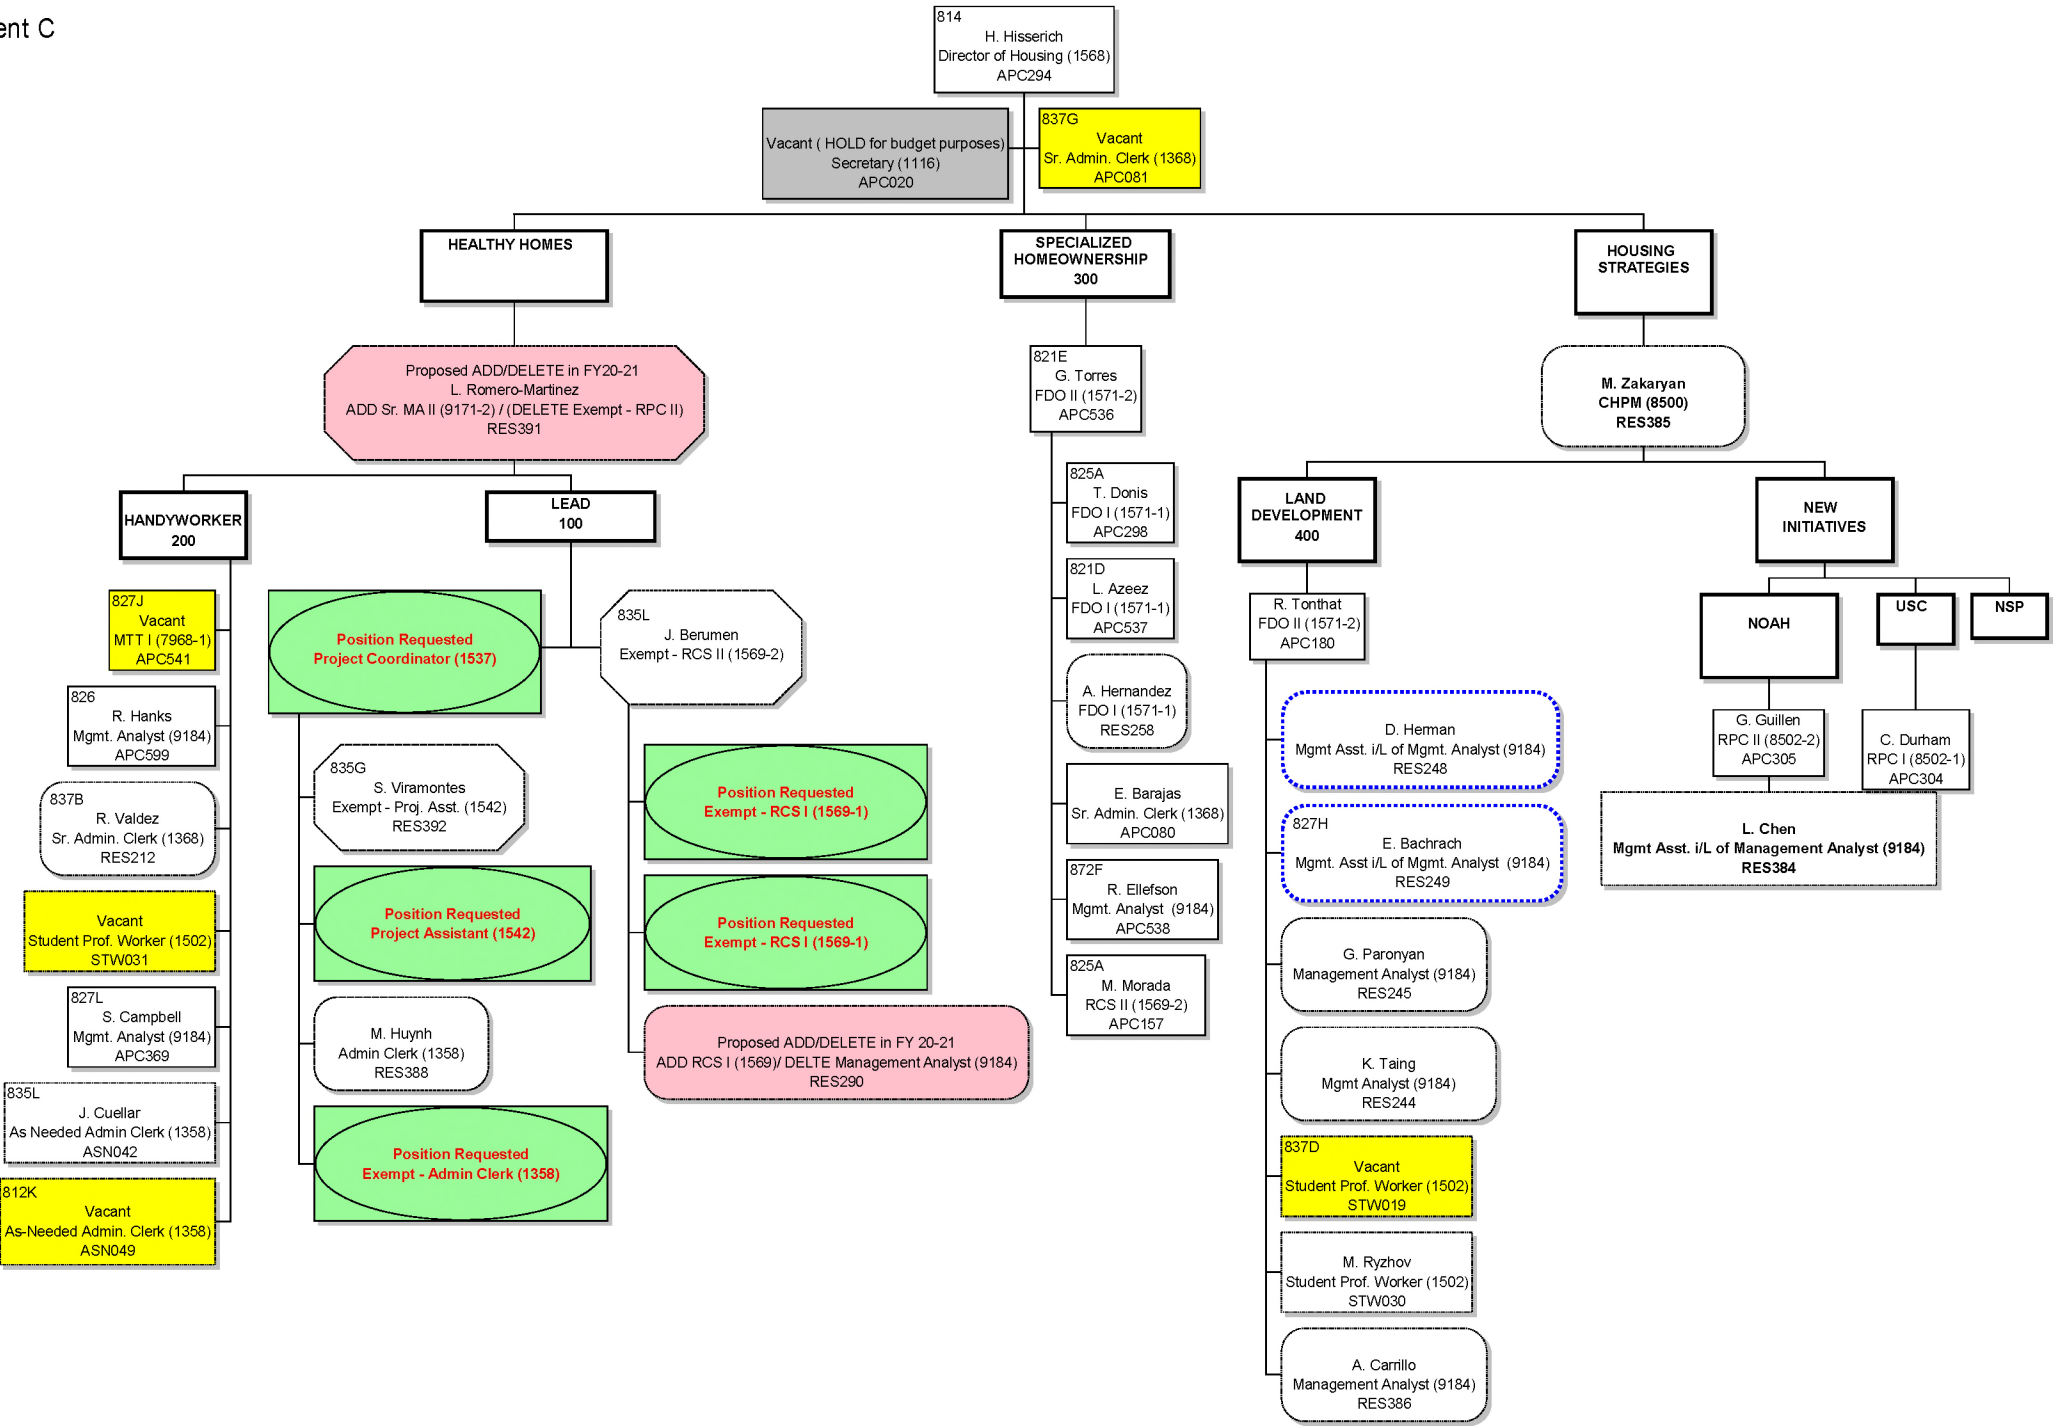 ent C
814
H. Hisserich
Director of Housing (1568)
APC294
Vacant ( HOLD for budget purposes)
Secretary (1116)
APC020
837G
Vacant
Sr. Admin. Clerk (1368)
APC081
HEALTHY HOMES
SPECIALIZED
HOMEOWNERSHIP
300
HOUSING
STRATEGIES
Proposed ADD/DELETE in FY20-21
L. Romero-Martinez
ADD Sr. MA II (9171-2) / (DELETE Exempt - RPC II)
RES391
HANDYWORKER
200
827J
Vacant
MTT I (7968-1)
APC541
826
R. Hanks
Mgmt. Analyst (9184)
APC599
837B
R. Valdez
Sr. Admin. Clerk (1368)
RES212
Vacant
Student Prof. Worker (1502)
STW031
827L
S. Campbell
Mgmt. Analyst (9184)
APC369
835L
J. Cuellar
As Needed Admin Clerk (1358)
ASN042
812K
Vacant
As-Needed Admin. Clerk (1358)
ASN049
LEAD
100
Position Requested
Project Coordinator (1537)
835G
S. Viramontes
Exempt - Proj. Asst. (1542)
RES392
Position Requested
Project Assistant (1542)
M. Huynh
Admin Clerk (1358)
RES388
Position Requested
Exempt - Admin Clerk (1358)
835L
J. Berumen
Exempt - RCS II (1569-2)
Position Requested
Exempt - RCS I (1569-1)
Position Requested
Exempt - RCS I (1569-1)
Proposed ADD/DELETE in FY 20-21
ADD RCS I (1569)/ DELTE Management Analyst (9184)
RES290
821E
G. Torres
FDO II (1571-2)
APC536
825A
T. Donis
FDO I (1571-1)
APC298
821D
L. Azeez
FDO I (1571-1)
APC537
A. Hernandez
FDO I (1571-1)
RES258
E. Barajas
Sr. Admin. Clerk (1368)
APC080
872F
R. Ellefson
Mgmt. Analyst (9184)
APC538
825A
M. Morada
RCS II (1569-2)
APC157
M. Zakaryan
CHPM (8500)
RES385
LAND
DEVELOPMENT
400
R. Tonthat
FDO II (1571-2)
APC180
D. Herman
Mgmt Asst. i/L of Mgmt. Analyst (9184)
RES248
827H
E. Bachrach
Mgmt. Asst i/L of Mgmt. Analyst (9184)
RES249
G. Paronyan
Management Analyst (9184)
RES245
K. Taing
Mgmt Analyst (9184)
RES244
837D
Vacant
Student Prof. Worker (1502)
STW019
M. Ryzhov
Student Prof. Worker (1502)
STW030
A. Carrillo
Management Analyst (9184)
RES386
NEW
INITIATIVES
NOAH
USC
NSP
G. Guillen
RPC II (8502-2)
APC305
C. Durham
RPC I (8502-1)
APC304
L. Chen
Mgmt Asst. i/L of Management Analyst (9184)
RES384